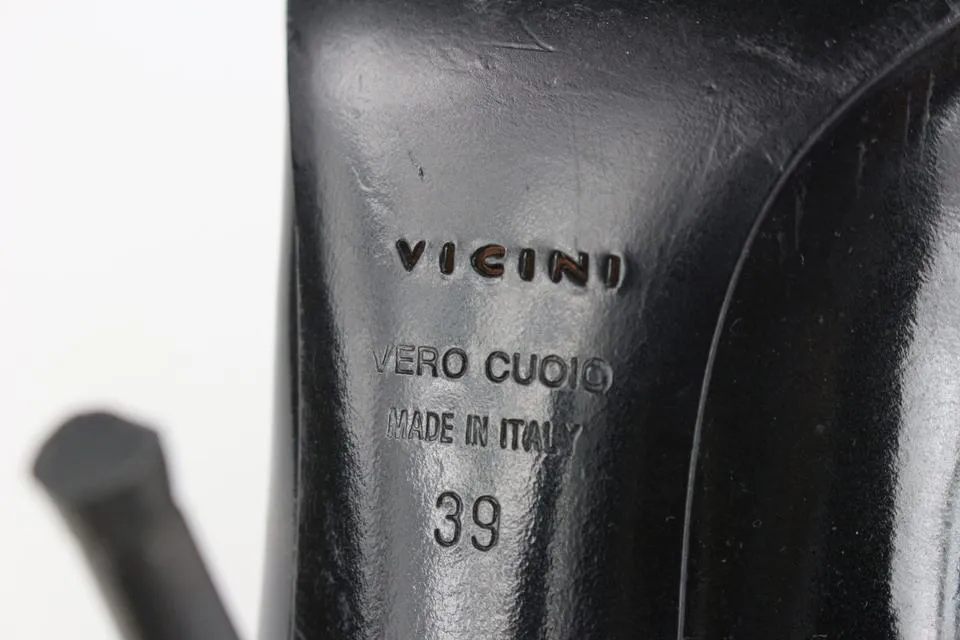 VICINI
VERO CUOIO
MADE IN ITALY
39